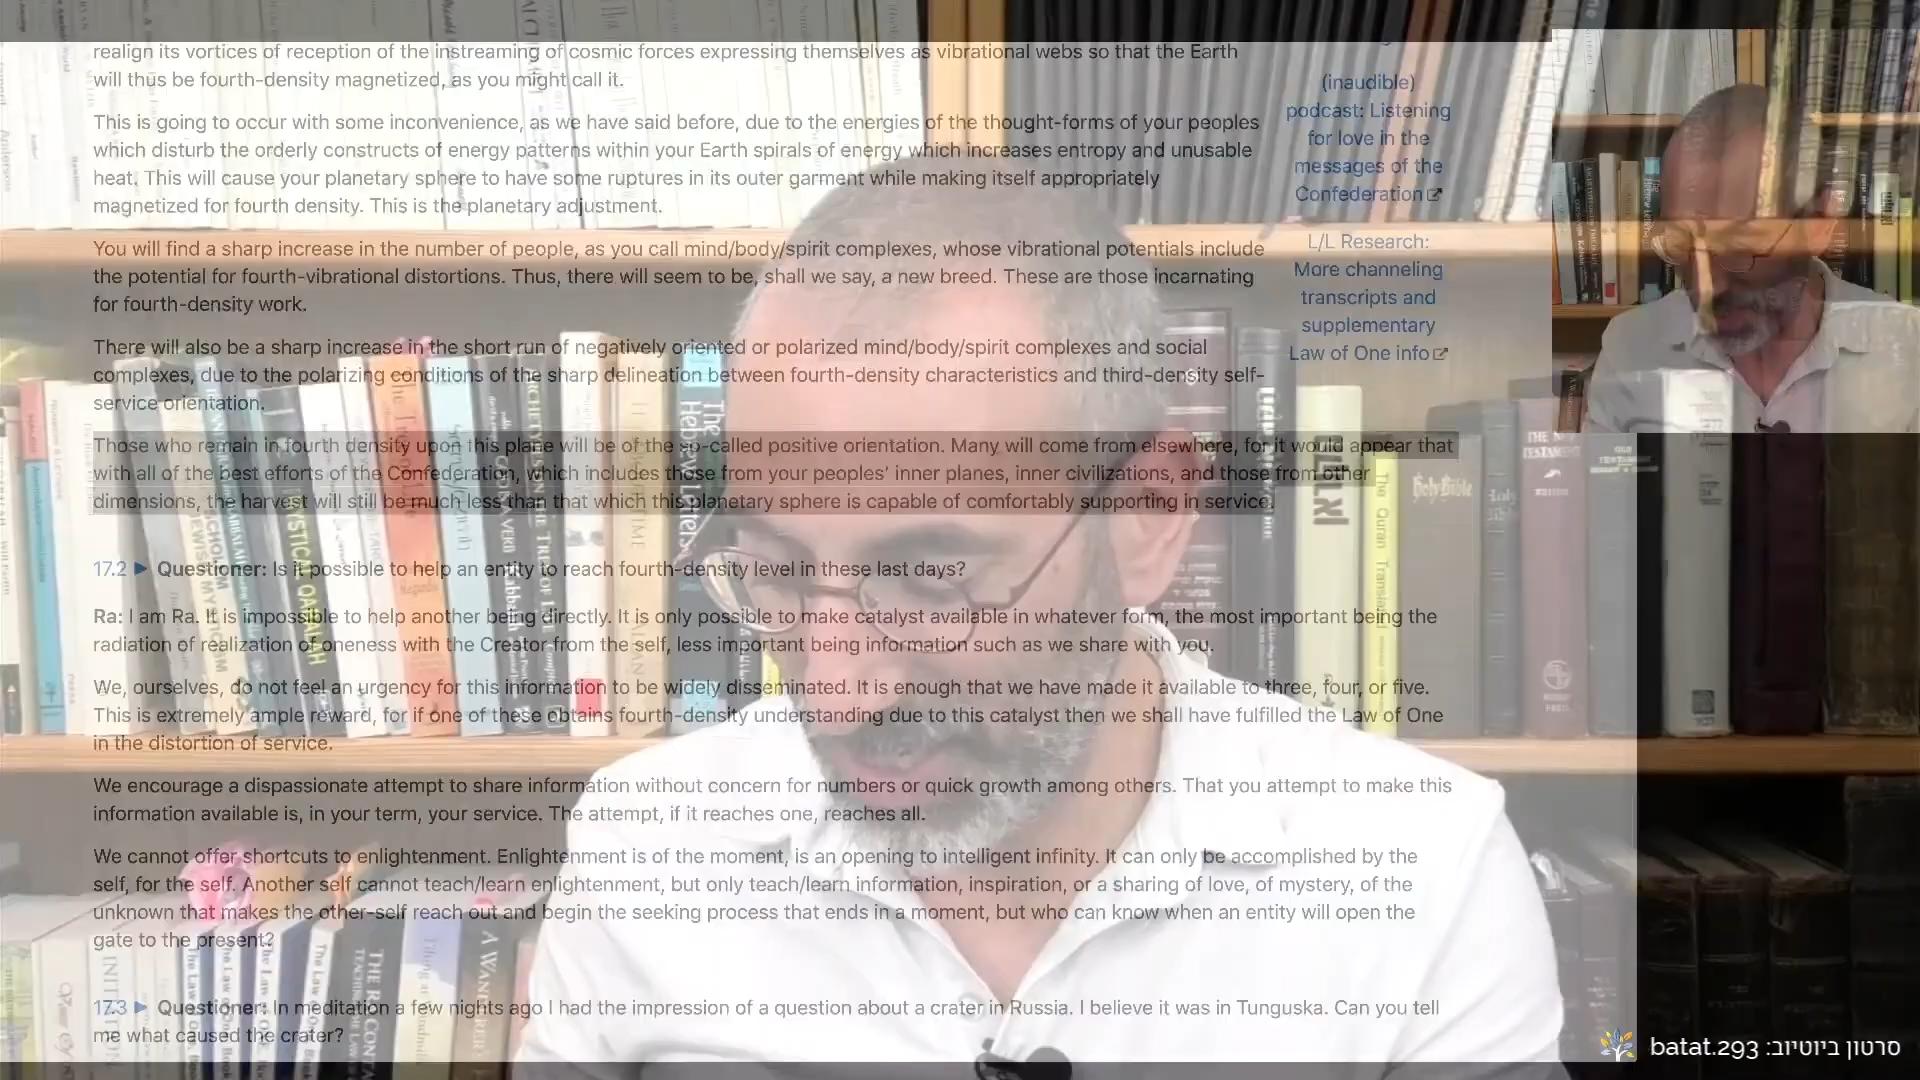 realign its vortices of reception of the instreaming of cosmic forces expressing themselves as vibrational webs so that the Earth
will thus be fourth-density magnetized, as you might call it.
This is going to occur with some inconvenience, as we have said before, due to the energies of the thought-forms of your peoples
which disturb the orderly constructs of energy patterns within your Earth spirals of energy which increases entropy and unusable
heat. This will cause your planetary sphere to have some ruptures in its outer garment while making itself appropriately
magnetized for fourth density. This is the planetary adjustment.
You will find a sharp increase in the number of people, as you call mind/body/spirit complexes, whose vibrational potentials include
the potential for fourth-vibrational distortions. Thus, there will seem to be, shall we say, a new breed. These are those incarnating
for fourth-density work.
There will also be a sharp increase in the short run of negatively oriented or polarized mind/body/spirit complexes and social
complexes, due to the polarizing conditions of the sharp delineation between fourth-density characteristics and third-density self-
service orientation.
Those who remain in fourth density upon this plane will be of the so-called positive orientation. Many will come from elsewhere, for it would appear that
with all of the best efforts of the Confederation, which includes those from your peoples' inner planes, inner civilizations, and those from other
dimensions, the harvest will still be much less than that which this planetary sphere is capable of comfortably supporting in service.
17.2 ▶ Questioner: Is it possible to help an entity to reach fourth-density level in these last days?
Ra: I am Ra. It is impossible to help another being directly. It is only possible to make catalyst available in whatever form, the most important being the
radiation of realization of oneness with the Creator from the self, less important being information such as we share with you.
We, ourselves, do not feel an urgency for this information to be widely disseminated. It is enough that we have made it available to three, four, or five.
This is extremely ample reward, for if one of these obtains fourth-density understanding due to this catalyst then we shall have fulfilled the Law of One
in the distortion of service.
We encourage a dispassionate attempt to share information without concern for numbers or quick growth among others. That you attempt to make this
information available is, in your term, your service. The attempt, if it reaches one, reaches all.
We cannot offer shortcuts to enlightenment. Enlightenment is of the moment, is an opening to intelligent infinity. It can only be accomplished by the
self, for the self. Another self cannot teach/learn enlightenment, but only teach/learn information, inspiration, or a sharing of love, of mystery, of the
unknown that makes the other-self reach out and begin the seeking process that ends in a moment, but who can know when an entity will open the
gate to the present?
17.3 ▶ Questioner: In meditation a few nights ago I had the impression of a question about a crater in Russia. I believe it was in Tunguska. Can you tell
me what caused the crater?
(inaudible)
podcast: Listening
for love in the
messages of the
Confederation
L/L Research:
More channeling
transcripts and
supplementary
Law of One info
MYSTICAL QABALAH
THE NEW
TESTAMENT
Holy Bible
The Quran
סרטון ביוטיוב: batat.293